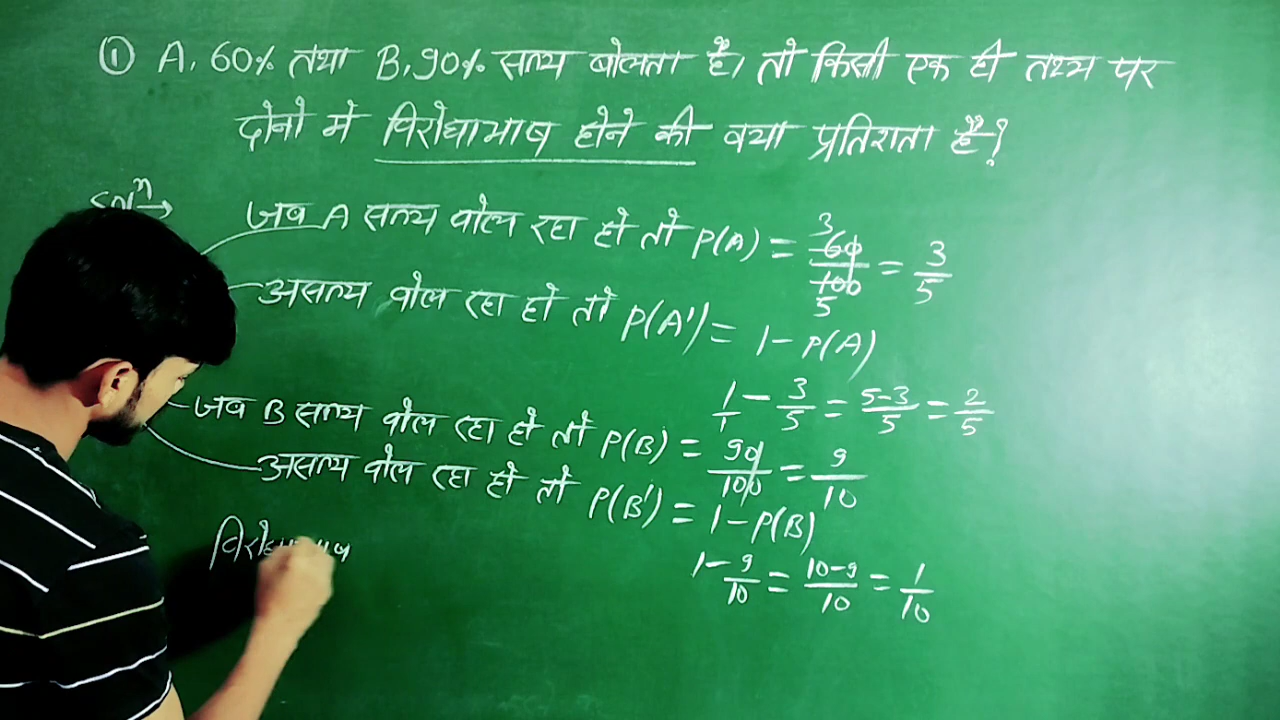 ① A, 60% तथा B, 90% सत्य बोलता है, तो किसी एक ही तथ्य पर
दोनो मे विरोधाभाष होने की क्या प्रतिशता है?
Solⁿ→
जब A सत्य बोल रहा हो तो P(A) = 60/100 = 3/5
3
5
असत्य बोल रहा हो तो P(A') = 1 - P(A)
1/1 - 3/5 = 5-3/5 = 2/5
जब B सत्य बोल रहा हो तो P(B) = 90/100 = 9/10
असत्य बोल रहा हो तो P(B') = 1 - P(B)
1 - 9/10 = 10-9/10 = 1/10